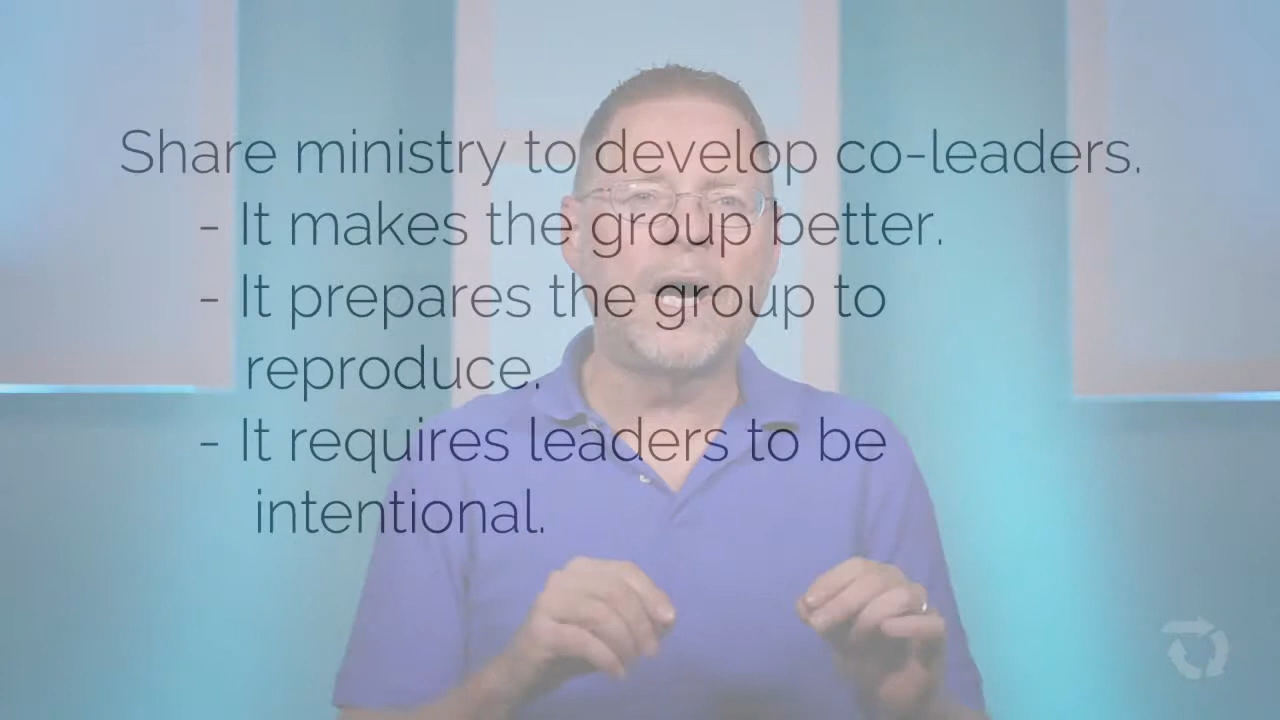 Share ministry to develop co-leaders.
- It makes the group better.
- It prepares the group to
reproduce.
- It requires leaders to be
intentional.